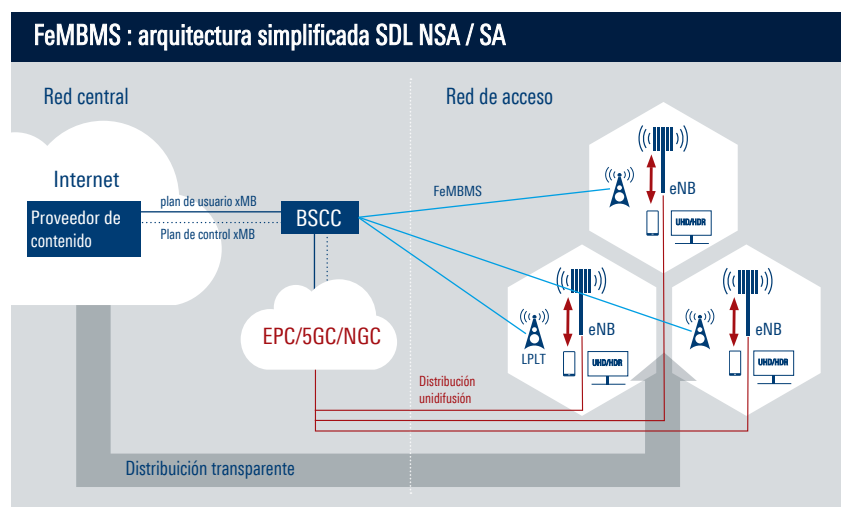 FeMBMS : arquitectura simplificada SDL NSA / SA
Red central
Red de acceso
Internet
Proveedor de
contenido
plan de usuario xMB
Plan de control xMB
BSCC
FeMBMS
eNB
UHD/HDR
EPC/5GC/NGC
LPLT
eNB
UHD/HDR
eNB
UHD/HDR
Distribución
unidifusión
Distribuición transparente